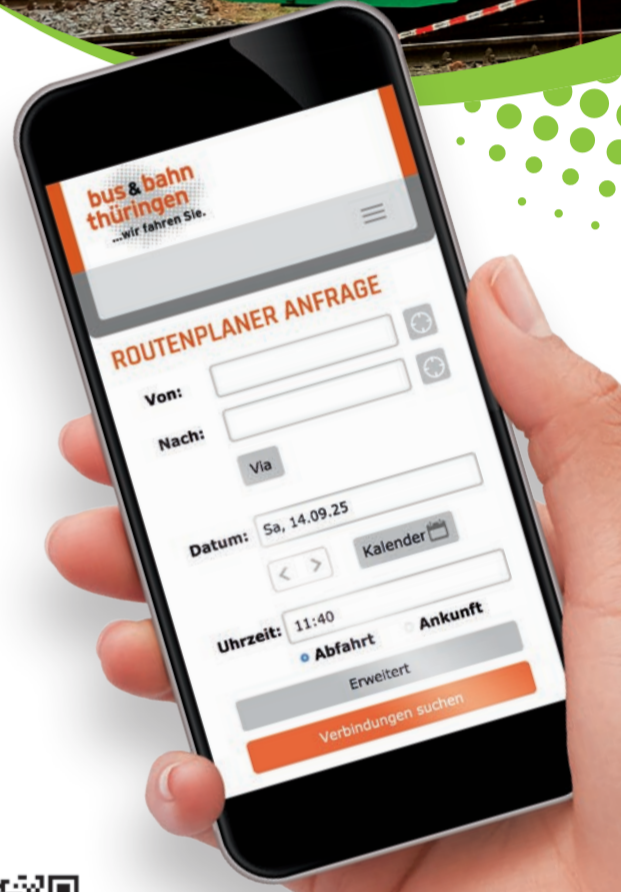 bus & bahn
thüringen
...wir fahren Sie.
ROUTENPLANER ANFRAGE
Von:
Nach:
Via
Datum: Sa, 14.09.25
< > Kalender
Uhrzeit: 11:40
Abfahrt Ankunft
Erweitert
Verbindungen suchen